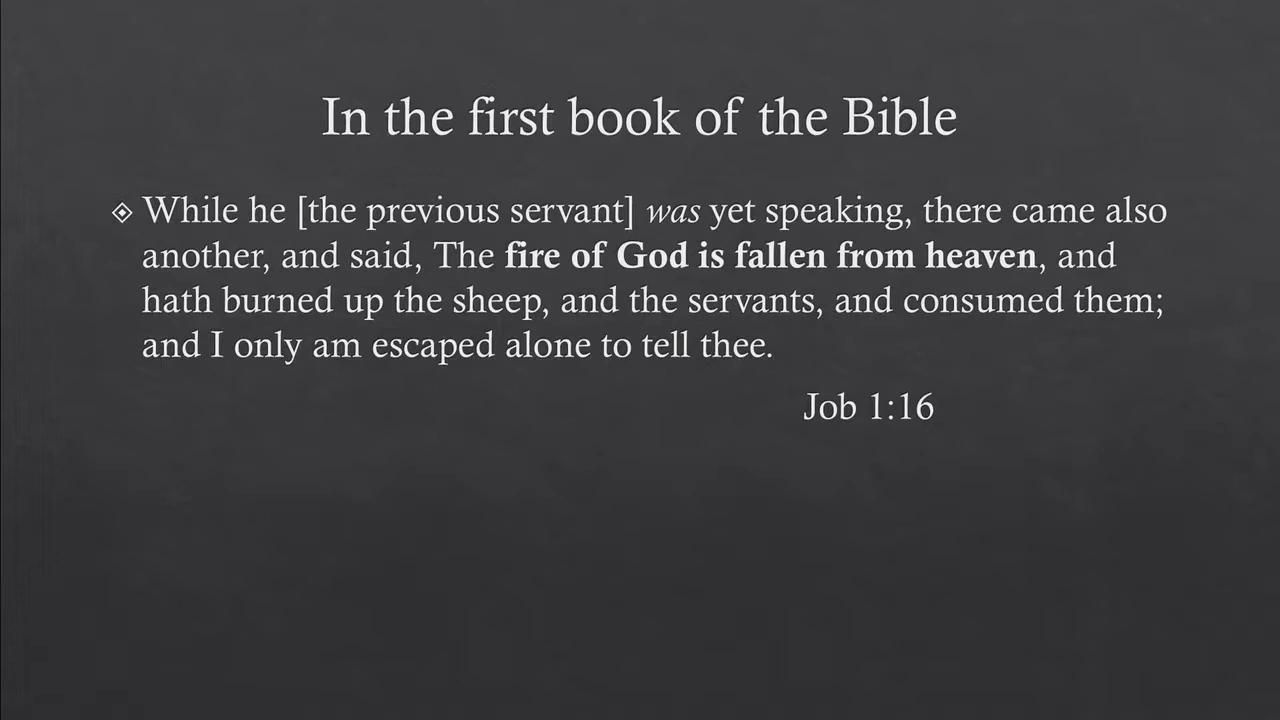 In the first book of the Bible
While he [the previous servant] was yet speaking, there came also
another, and said, The fire of God is fallen from heaven, and
hath burned up the sheep, and the servants, and consumed them;
and I only am escaped alone to tell thee.
Job 1:16